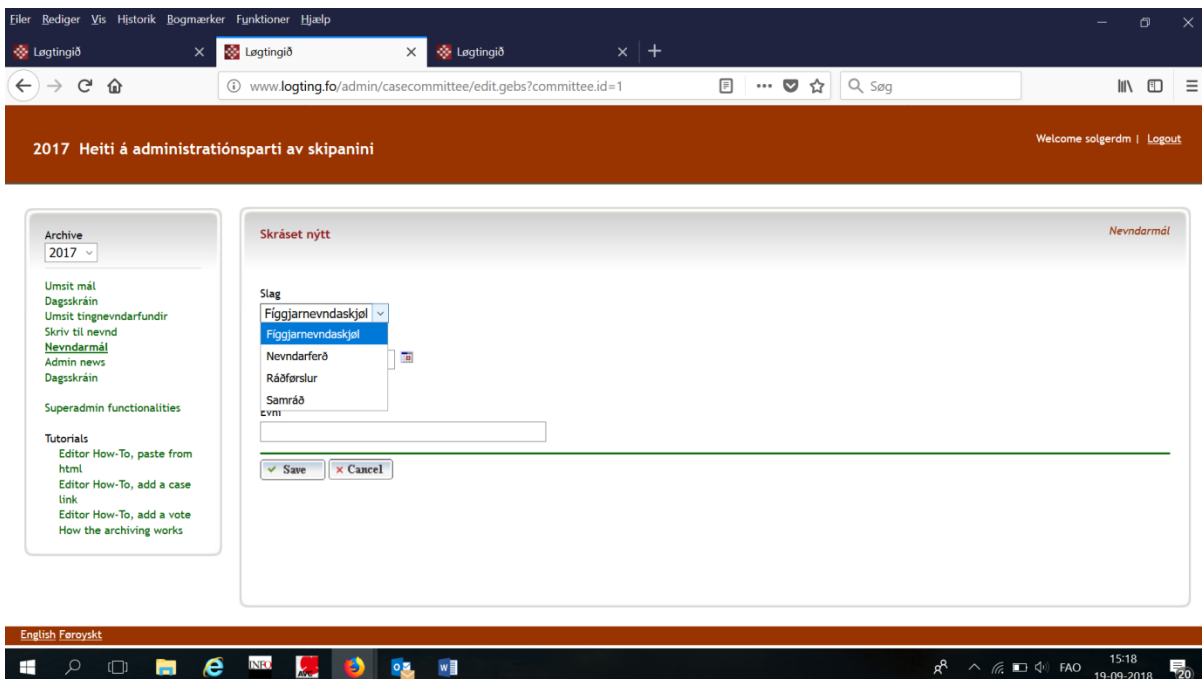 Filer Rediger Vis Historik Bogmærker Funktioner Hjælp
Løgtingið Løgtingið Løgtingið
www.logting.fo/admin/casecommittee/edit.gebs?committee.id=1 Søg
2017 Heiti á administratiónsparti av skipanini
Welcome solgerdm | Logout
Archive
2017
Umsit mál
Dagsskráin
Umsit tingnevndarfundir
Skriv til nevnd
Nevndarmál
Admin news
Dagsskráin
Superadmin functionalities
Tutorials
Editor How-To, paste from
html
Editor How-To, add a case
link
Editor How-To, add a vote
How the archiving works
Skráset nýtt
Nevndarmál
Slag
Fíggjarnevndaskjøl
Fíggjarnevndaskjøl
Nevndarferð
Ráðførslur
Samráð
Evni
Save Cancel
English Føroyskt
INFO AVG FAO 15:18
19-09-2018 20